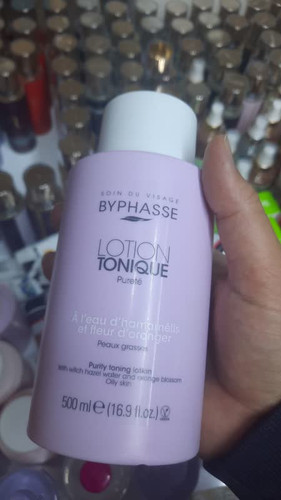 SOIN DU VISAGE
BYPHASSE
LOTION
TONIQUE
Pureté
À l'eau d'hamamélis
et fleur d'oranger
Peaux grasses
Purity toning lotion
With witch hazel water and orange blossom
Oily skin
500 ml e (16.9 fl.oz.)